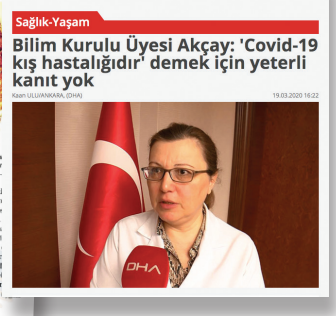 Sağlık-Yaşam
Bilim Kurulu Üyesi Akçay: 'Covid-19
kış hastalığıdır' demek için yeterli
kanıt yok
Kaan ULU/ANKARA, (DHA)
19.03.2020 16:22
DHA